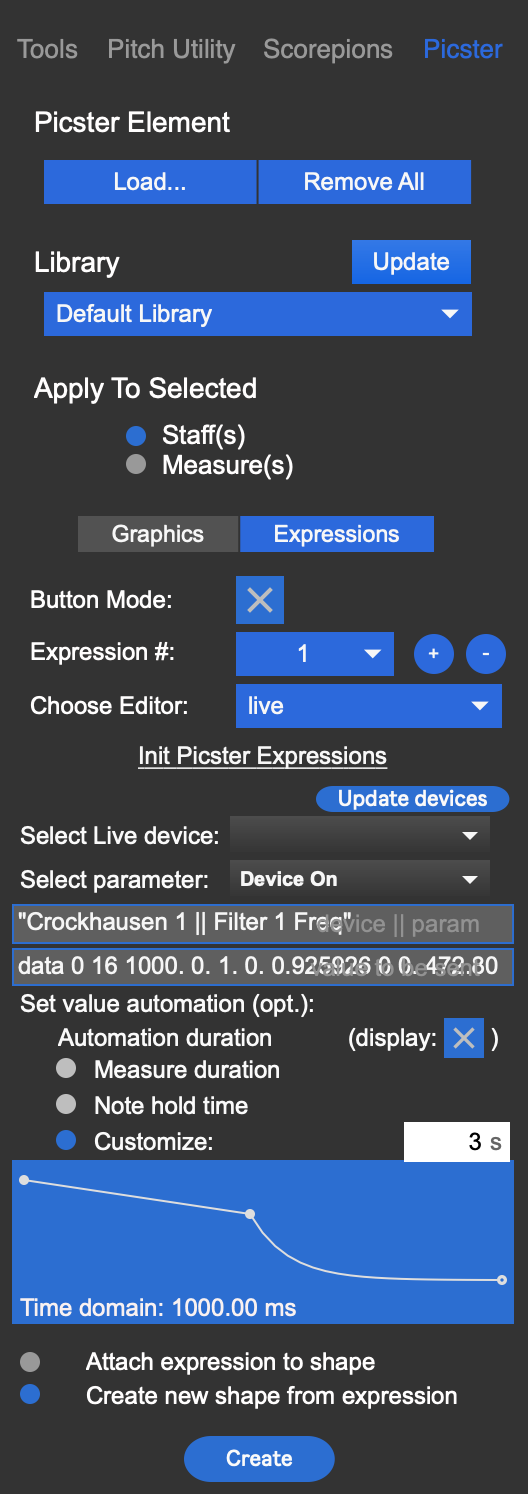 Tools Pitch Utility Scorepions Picster
Picster Element
Load... Remove All
Library Update
Default Library
Apply To Selected
Staff(s)
Measure(s)
Graphics Expressions
Button Mode:
Expression #: 1 + -
Choose Editor: live
Init Picster Expressions
Update devices
Select Live device:
Select parameter: Device On
"Crockhausen 1 || Filter 1 Freq" device || param
data 0 16 1000. 0. 1. 0. 0.925926 0 0. 472.80 value to be sent
Set value automation (opt.):
Automation duration (display: )
Measure duration
Note hold time
Customize: 3 s
Time domain: 1000.00 ms
Attach expression to shape
Create new shape from expression
Create